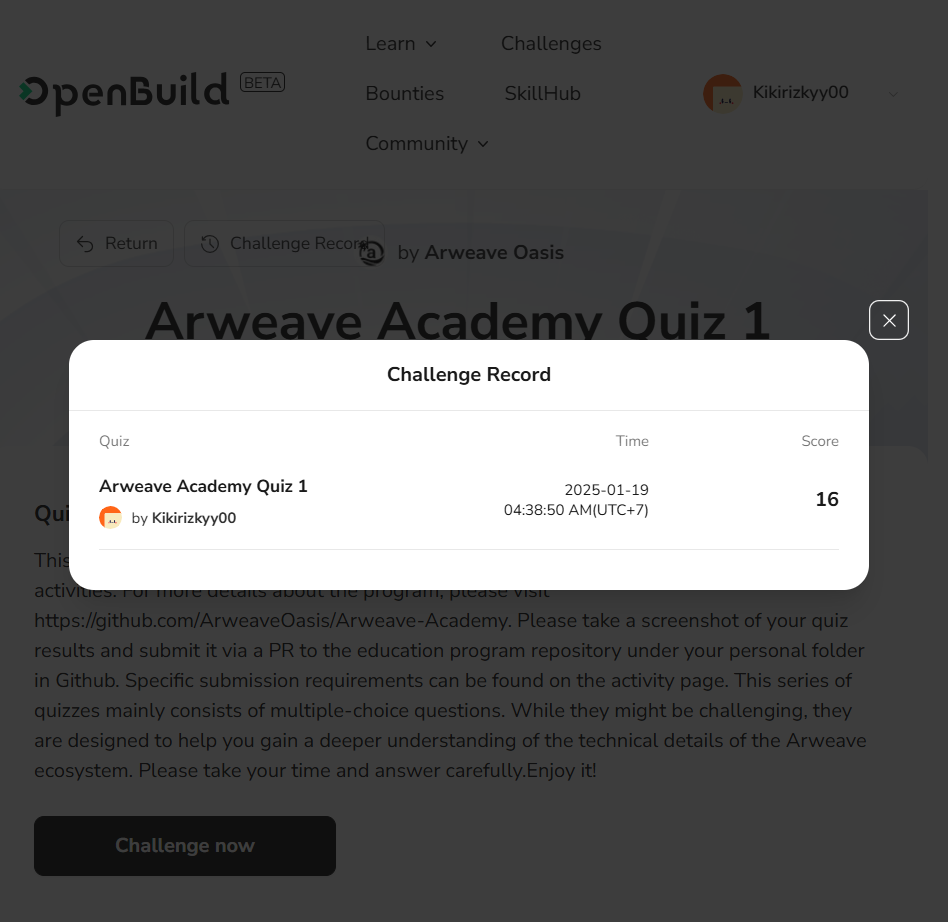 Learn
Challenges
OpenBuild BETA
Bounties
SkillHub
Kikirizkyy00
Community
Return
Challenge Record
by Arweave Oasis
Arweave Academy Quiz 1
Challenge Record
Quiz
Time
Score
Arweave Academy Quiz 1
by Kikirizkyy00
2025-01-19
04:38:50 AM(UTC+7)
16
Qui
This
activities. For more details about the program, please visit
https://github.com/ArweaveOasis/Arweave-Academy. Please take a screenshot of your quiz
results and submit it via a PR to the education program repository under your personal folder
in Github. Specific submission requirements can be found on the activity page. This series of
quizzes mainly consists of multiple-choice questions. While they might be challenging, they
are designed to help you gain a deeper understanding of the technical details of the Arweave
ecosystem. Please take your time and answer carefully.Enjoy it!
Challenge now